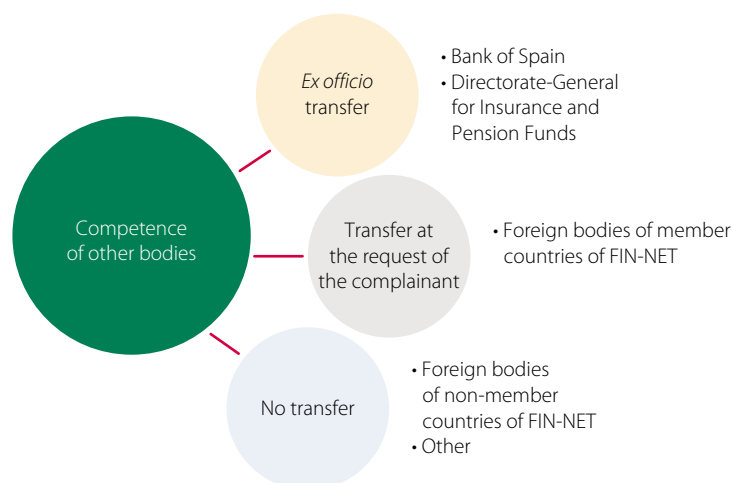 Competence
of other bodies
Ex officio
transfer
• Bank of Spain
• Directorate-General
for Insurance and
Pension Funds
Transfer at
the request of
the complainant
• Foreign bodies of member
countries of FIN-NET
No transfer
• Foreign bodies
of non-member
countries of FIN-NET
• Other